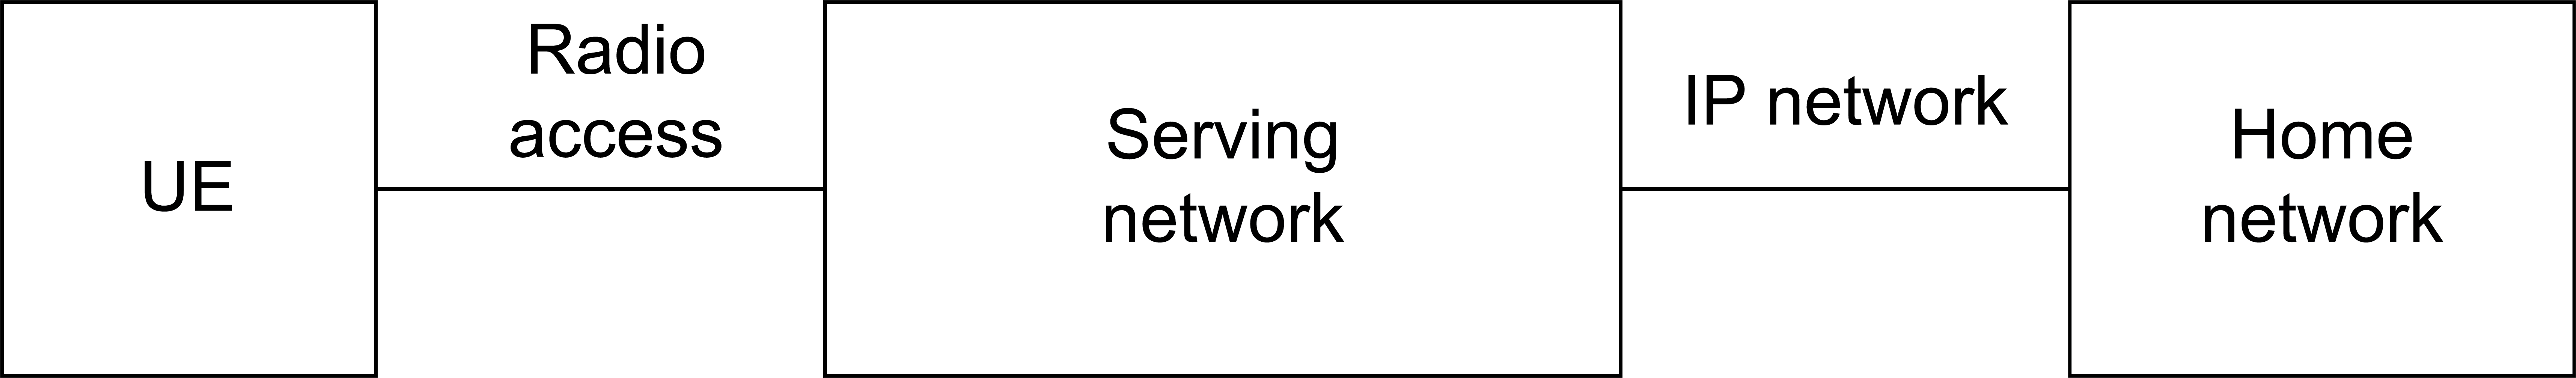 UE
Radio
access
Serving
network
IP network
Home
network